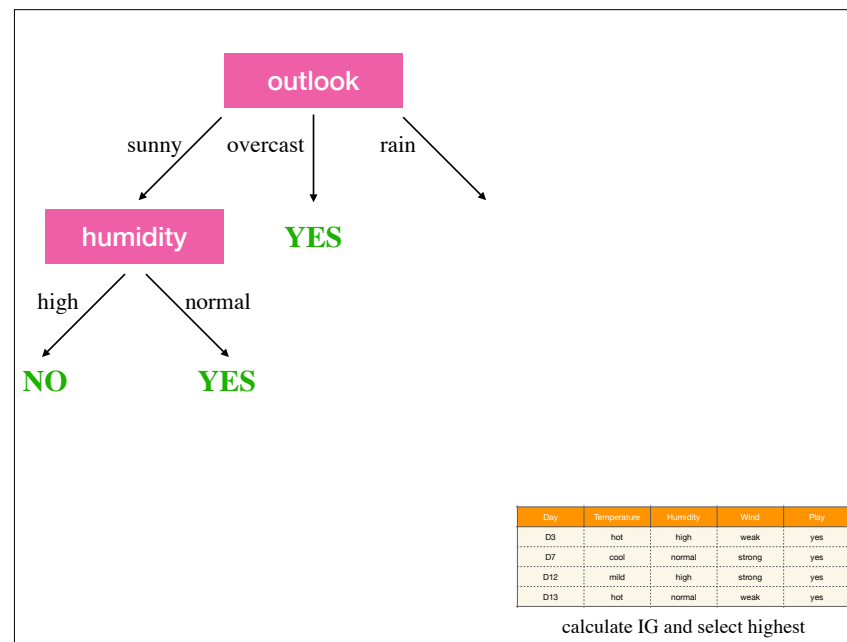 outlook
sunny overcast rain
humidity YES
high normal
NO YES
Day Temperature Humidity Wind Play
D3 hot high weak yes
D7 cool normal strong yes
D12 mild high strong yes
D13 hot normal weak yes
calculate IG and select highest